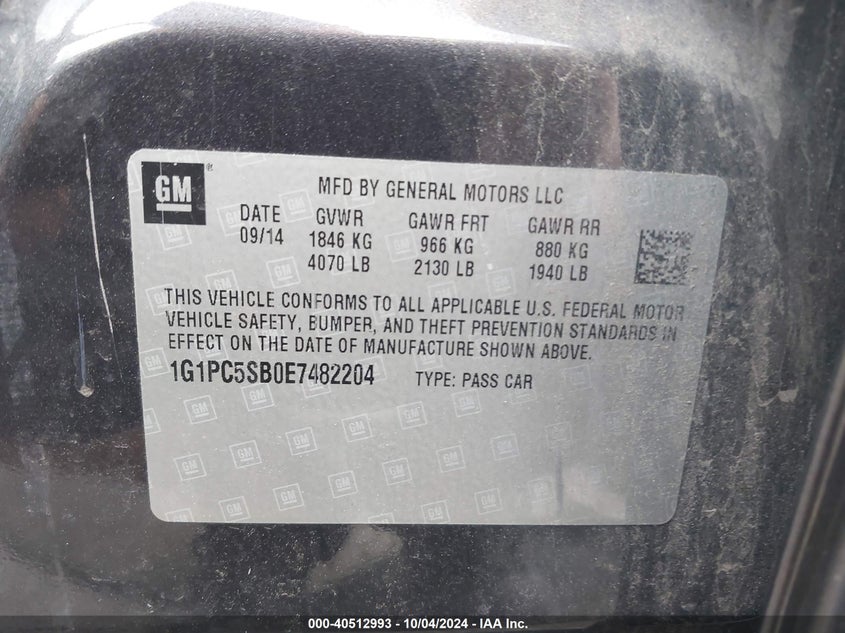 GM ®
MFD BY GENERAL MOTORS LLC
DATE GVWR GAWR FRT GAWR RR
09/14 1846 KG 966 KG 880 KG
4070 LB 2130 LB 1940 LB
THIS VEHICLE CONFORMS TO ALL APPLICABLE U.S. FEDERAL MOTOR
VEHICLE SAFETY, BUMPER, AND THEFT PREVENTION STANDARDS IN
EFFECT ON THE DATE OF MANUFACTURE SHOWN ABOVE.
1G1PC5SB0E7482204 TYPE: PASS CAR
000-40512993 - 10/04/2024 - IAA Inc.